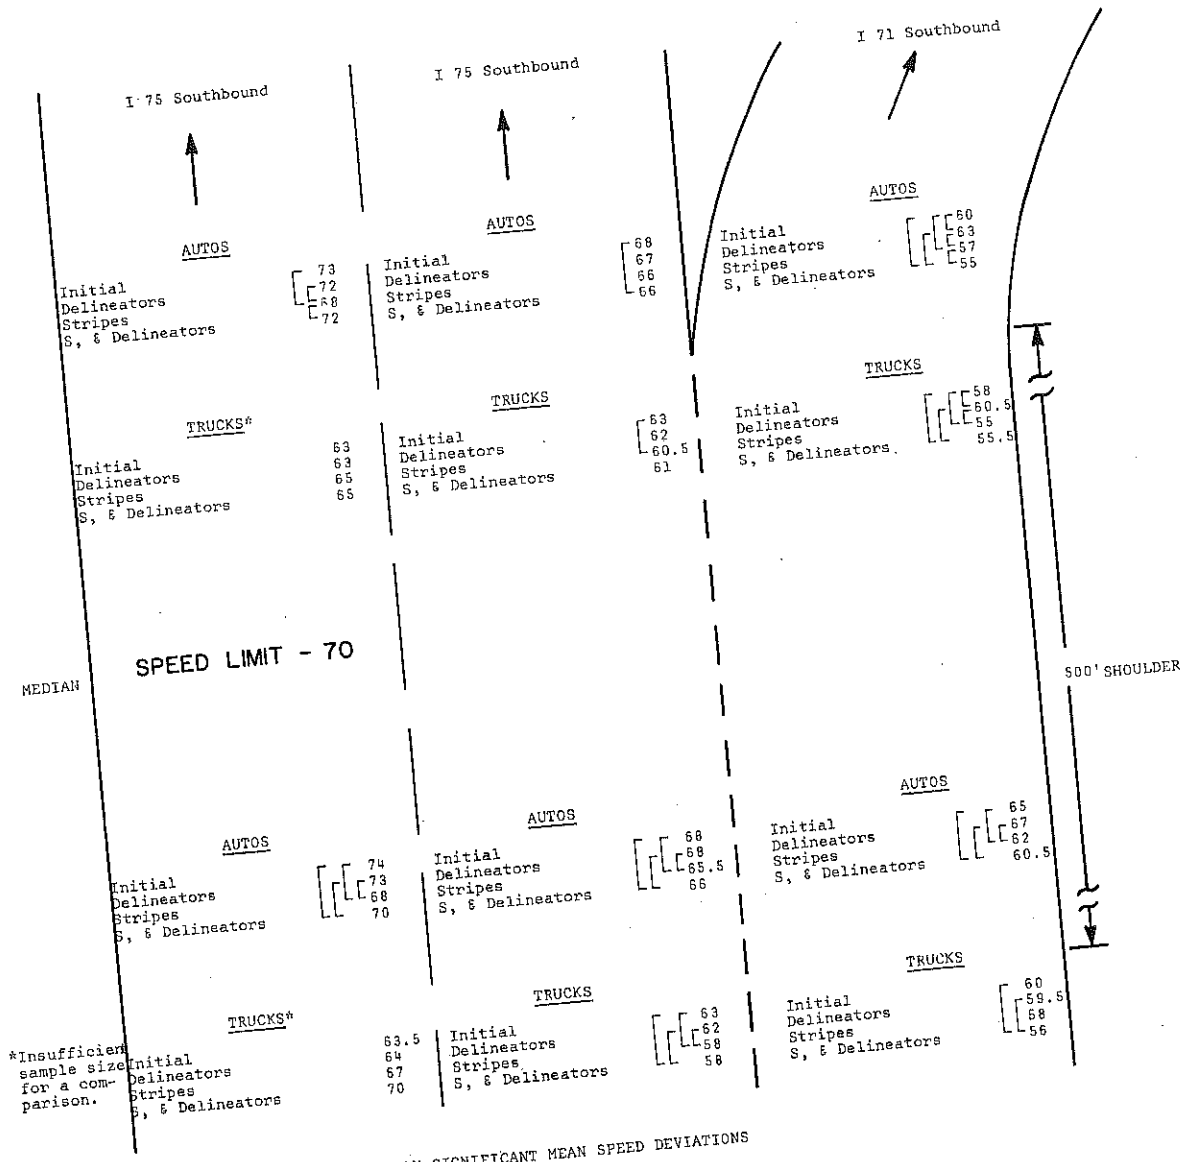 I 75 Southbound
I 75 Southbound
I 71 Southbound
AUTOS
Initial 73
Delineators 72
Stripes 68
S, & Delineators 72
AUTOS
Initial 68
Delineators 67
Stripes 66
S, & Delineators 66
AUTOS
Initial 60
Delineators 63
Stripes 57
S, & Delineators 55
TRUCKS*
Initial 63
Delineators 63
Stripes 65
S, & Delineators 65
TRUCKS
Initial 63
Delineators 62
Stripes 60.5
S, & Delineators 61
TRUCKS
Initial 58
Delineators 60.5
Stripes 55
S, & Delineators 55.5
SPEED LIMIT - 70
MEDIAN
500' SHOULDER
AUTOS
Initial 74
Delineators 73
Stripes 68
S, & Delineators 70
AUTOS
Initial 68
Delineators 68
Stripes 65.5
S, & Delineators 66
AUTOS
Initial 65
Delineators 67
Stripes 62
S, & Delineators 60.5
TRUCKS*
Initial 63.5
Delineators 64
Stripes 67
S, & Delineators 70
TRUCKS
Initial 63
Delineators 62
Stripes 58
S, & Delineators 58
TRUCKS
Initial 60
Delineators 59.5
Stripes 58
S, & Delineators 56
*Insufficient
sample size
for a com-
parison.
SIGNIFICANT MEAN SPEED DEVIATIONS